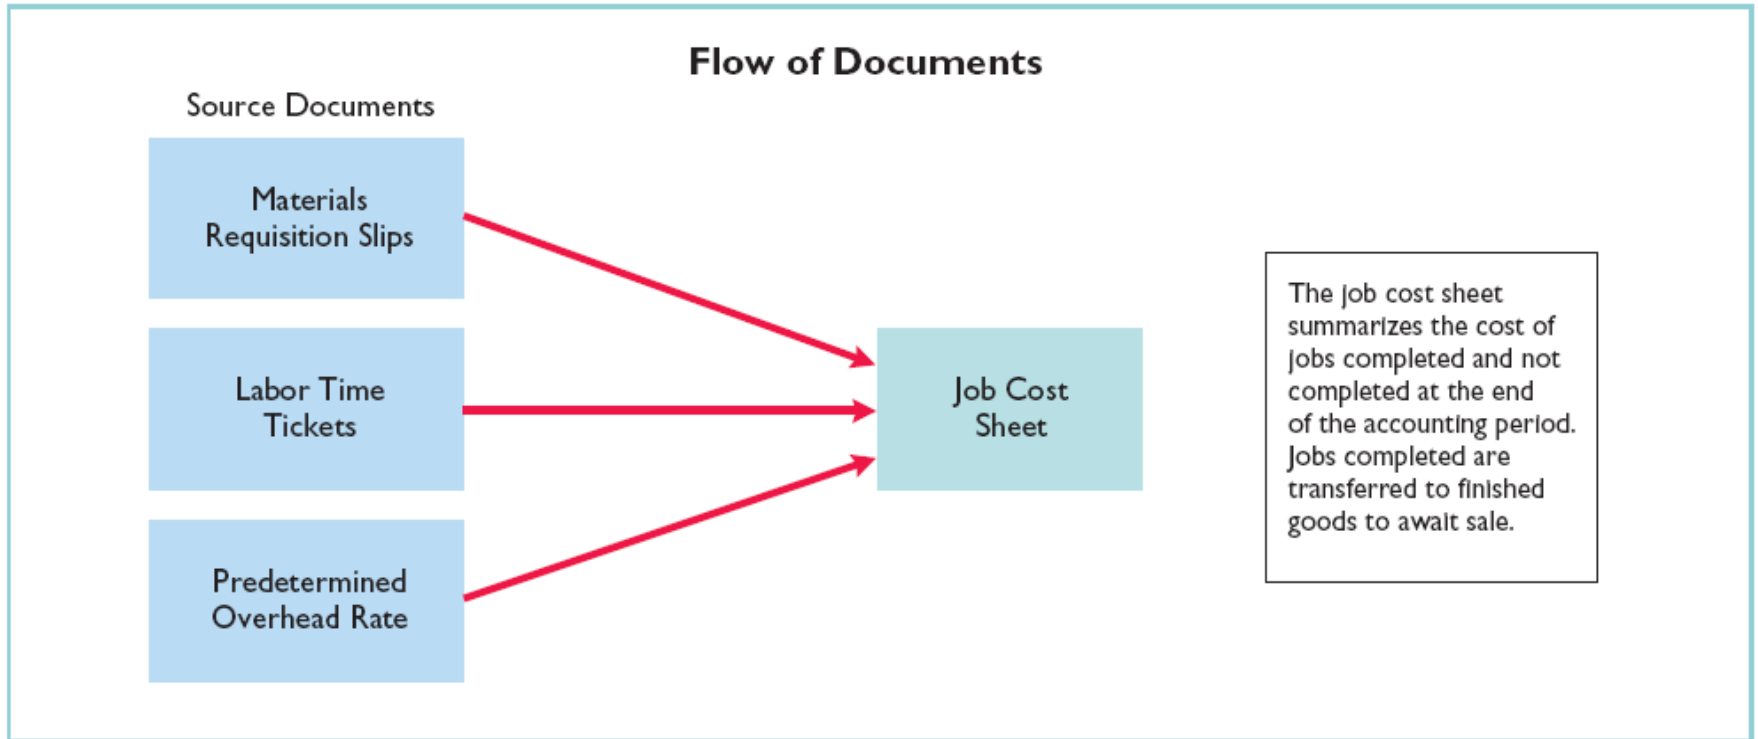 Flow of Documents
Source Documents
Materials
Requisition Slips
Labor Time
Tickets
Predetermined
Overhead Rate
Job Cost
Sheet
The job cost sheet
summarizes the cost of
jobs completed and not
completed at the end
of the accounting period.
Jobs completed are
transferred to finished
goods to await sale.